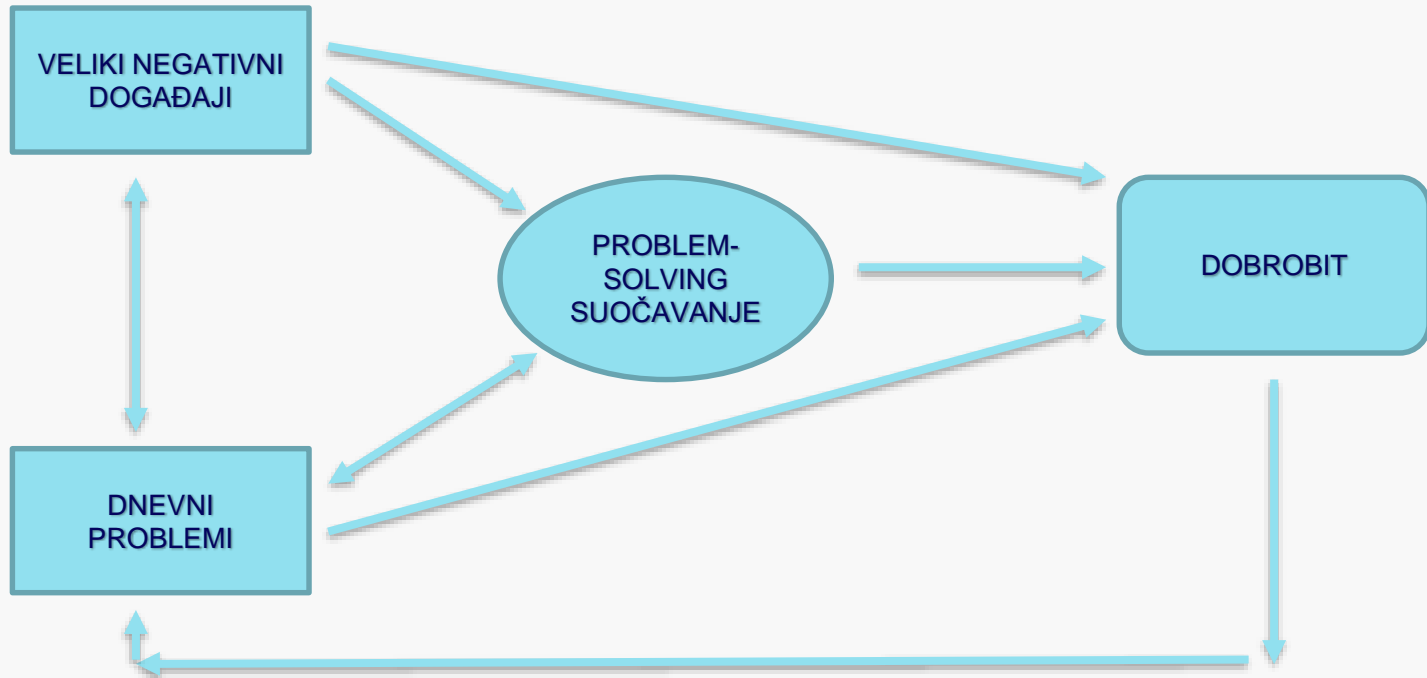 VELIKI NEGATIVNI
DOGAĐAJI
PROBLEM-
SOLVING
SUOČAVANJE
DOBROBIT
DNEVNI
PROBLEMI